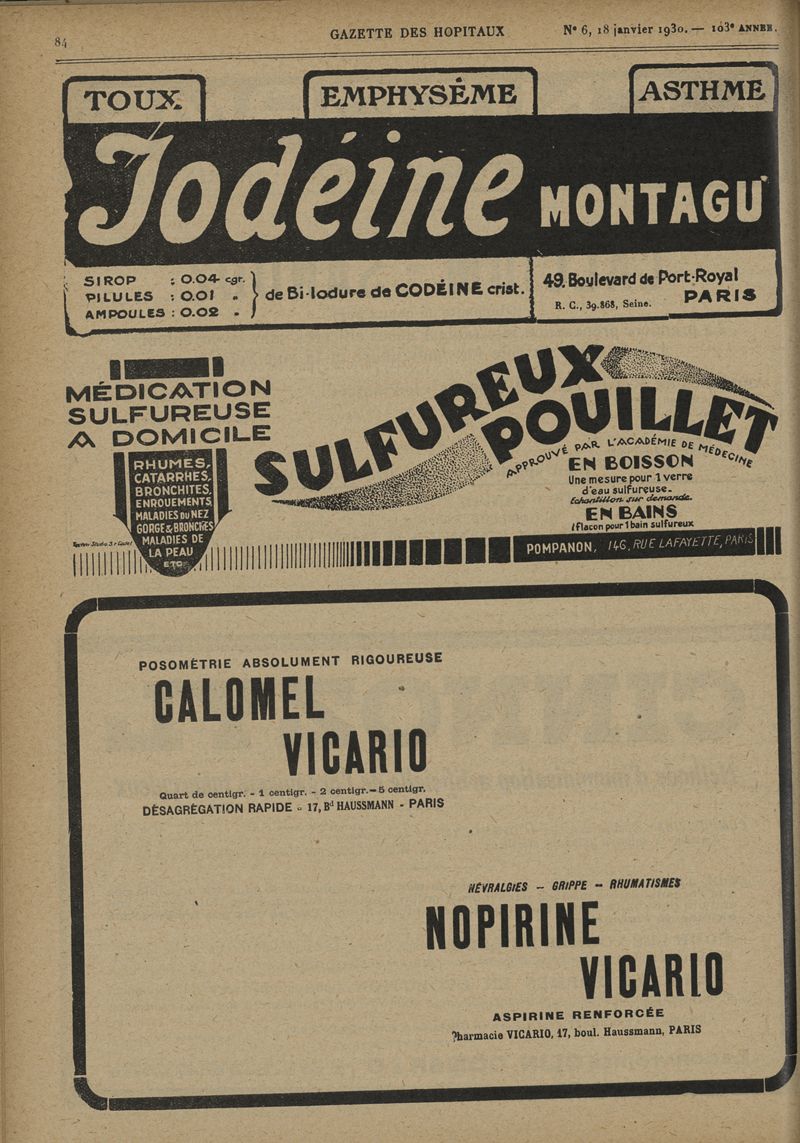 84
GAZETTE DES HOPITAUX
Nº 6, 18 janvier 1930. — 103ᵉ ANNEE.
TOUX
EMPHYSÊME
ASTHME
Iodéine MONTAGU
SIROP : 0.04 cgr.
PILULES : 0.01 "
AMPOULES : 0.02 "
de Bi-Iodure de CODÉINE crist.
49, Boulevard de Port-Royal
PARIS
R. C., 39.868, Seine.
MÉDICATION
SULFUREUSE
A DOMICILE
RHUMES,
CATARRHES,
BRONCHITES,
ENROUEMENTS
MALADIES DU NEZ
GORGE & BRONCHES
MALADIES DE
LA PEAU
ETC
SULFUREUX
POUILLET
APPROUVÉ PAR L'ACADÉMIE DE MÉDECINE
EN BOISSON
Une mesure pour 1 verre
d'eau sulfureuse.
Echantillon sur demande.
EN BAINS
1 flacon pour 1 bain sulfureux
POMPANON, 146, RUE LAFAYETTE, PARIS
POSOMÉTRIE ABSOLUMENT RIGOUREUSE
CALOMEL
VICARIO
Quart de centigr. - 1 centigr. - 2 centigr. - 5 centigr.
DÉSAGRÉGATION RAPIDE - 17, Bᵈ HAUSSMANN - PARIS
NÉVRALGIES — GRIPPE — RHUMATISMES
NOPIRINE
VICARIO
ASPIRINE RENFORCÉE
Pharmacie VICARIO, 17, boul. Haussmann, PARIS